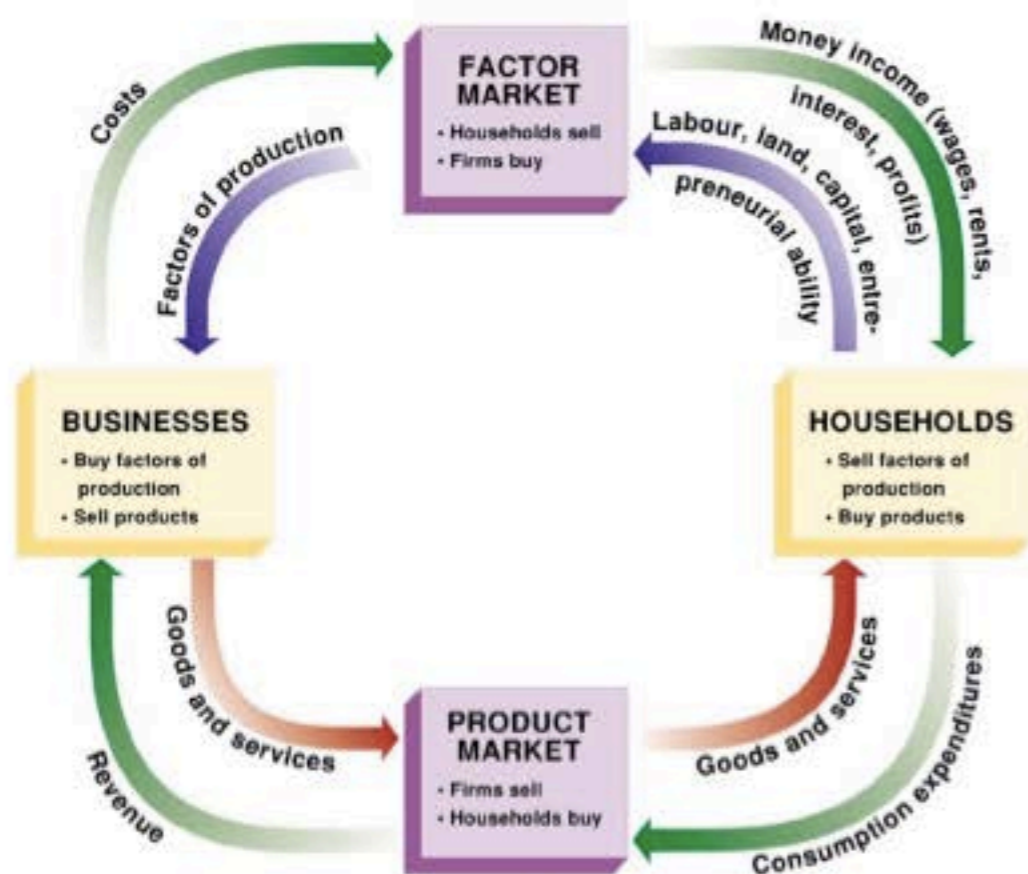 Costs
FACTOR
MARKET
• Households sell
• Firms buy
Money income (wages, rents,
interest, profits)
Factors of production
Labour, land, capital, entre-
preneurial ability
BUSINESSES
• Buy factors of
production
• Sell products
HOUSEHOLDS
• Sell factors of
production
• Buy products
Goods and services
Revenue
PRODUCT
MARKET
• Firms sell
• Households buy
Goods and services
Consumption expenditures